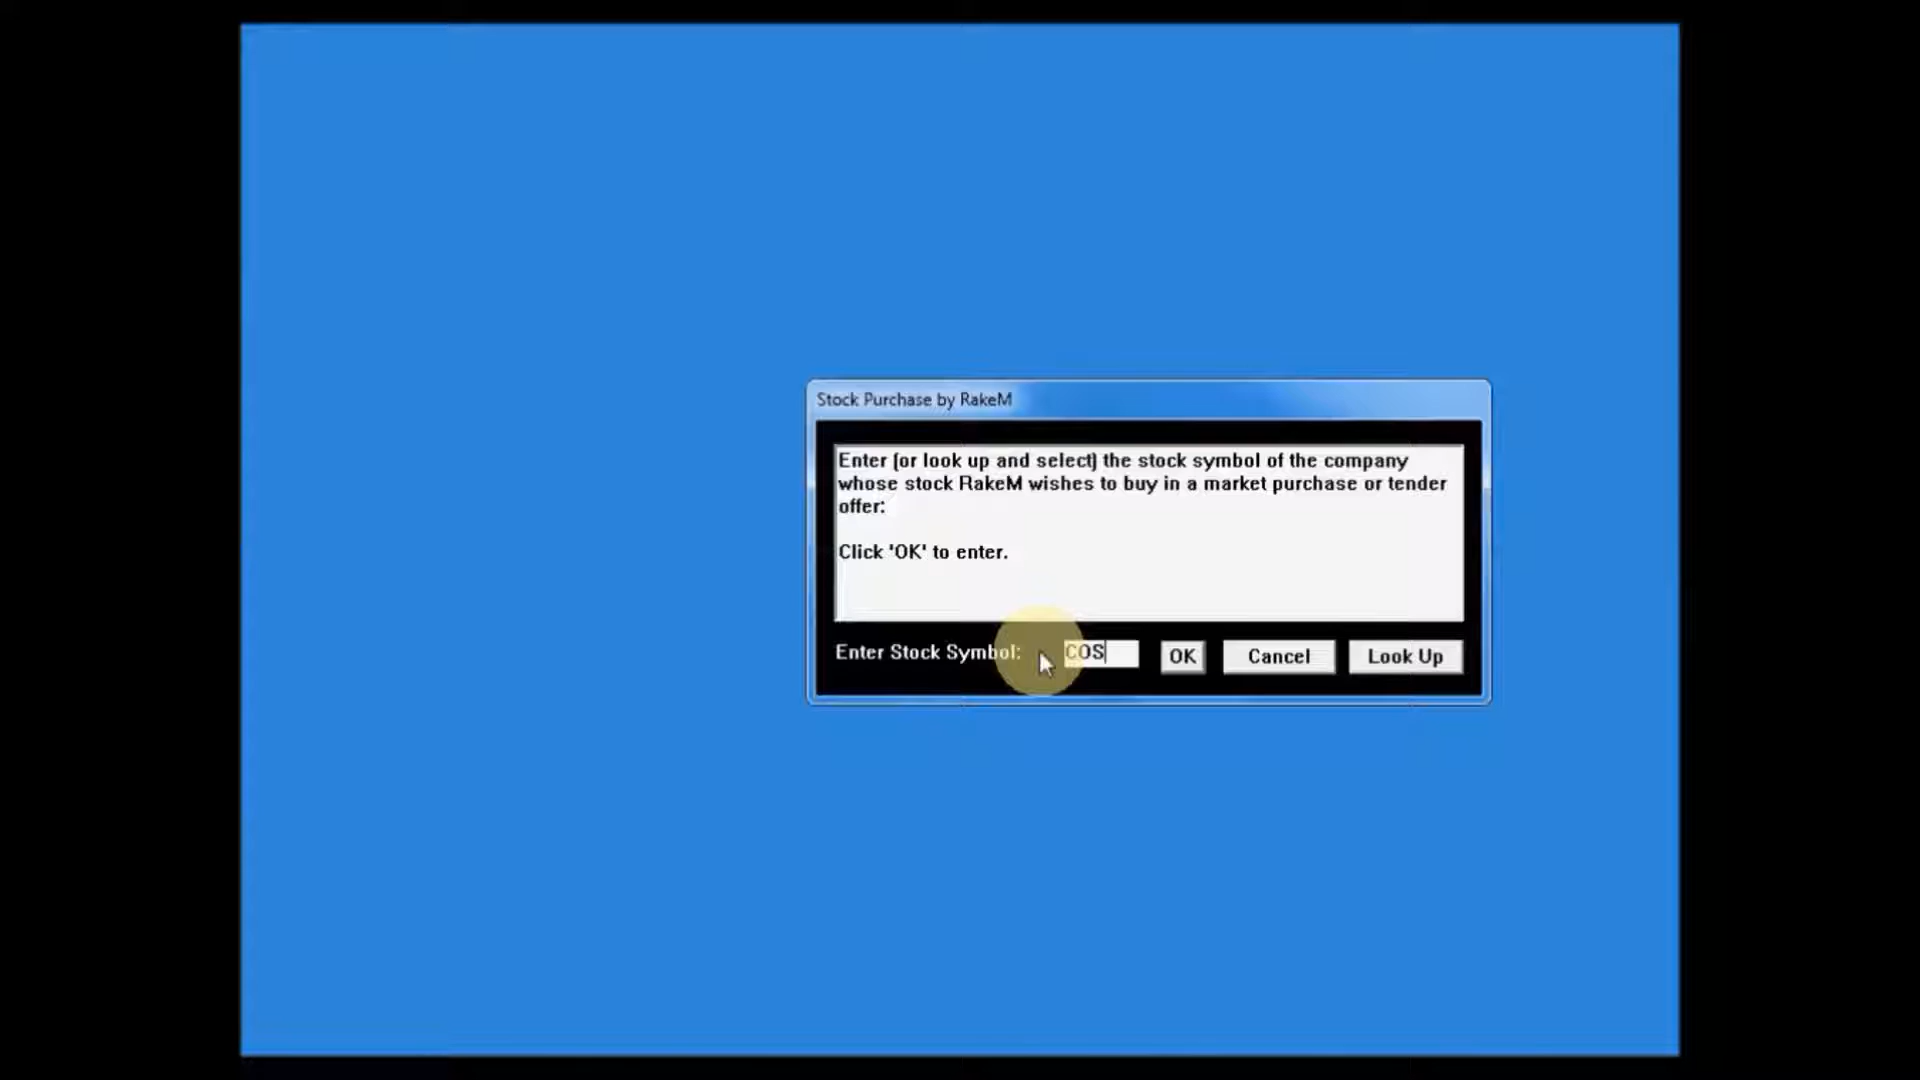 Stock Purchase by RakeM
Enter (or look up and select) the stock symbol of the company
whose stock RakeM wishes to buy in a market purchase or tender
offer:
Click 'OK' to enter.
Enter Stock Symbol: COS OK Cancel Look Up